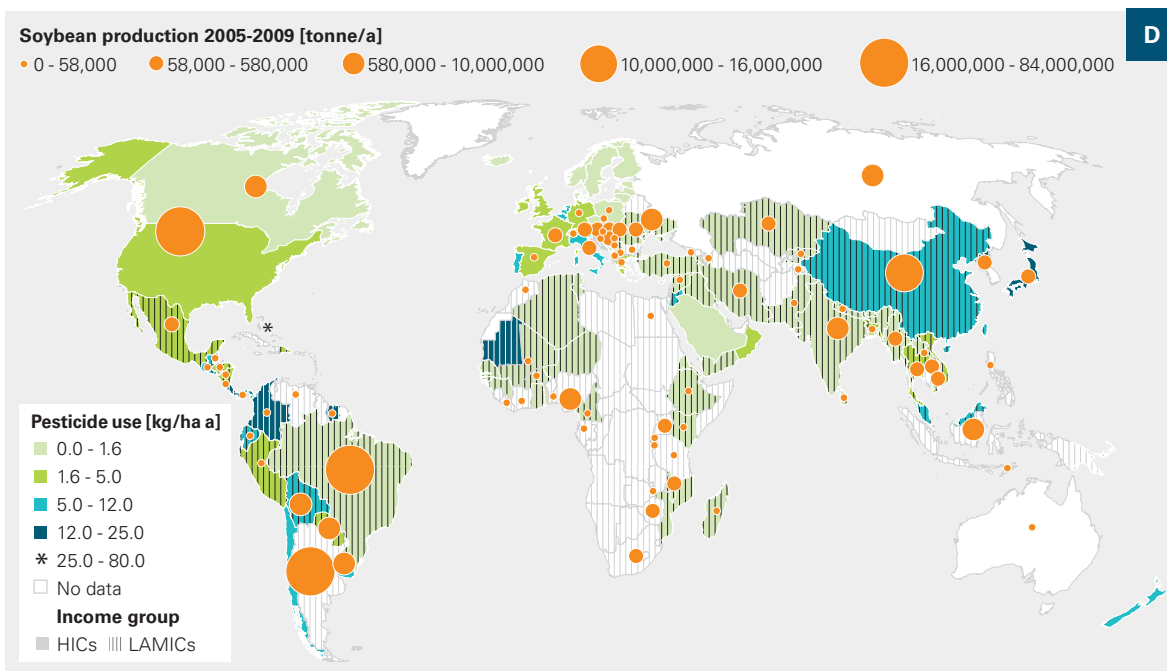 D
Soybean production 2005-2009 [tonne/a]
0 - 58,000 58,000 - 580,000 580,000 - 10,000,000 10,000,000 - 16,000,000 16,000,000 - 84,000,000
*
Pesticide use [kg/ha a]
0.0 - 1.6
1.6 - 5.0
5.0 - 12.0
12.0 - 25.0
* 25.0 - 80.0
No data
Income group
HICs LAMICs